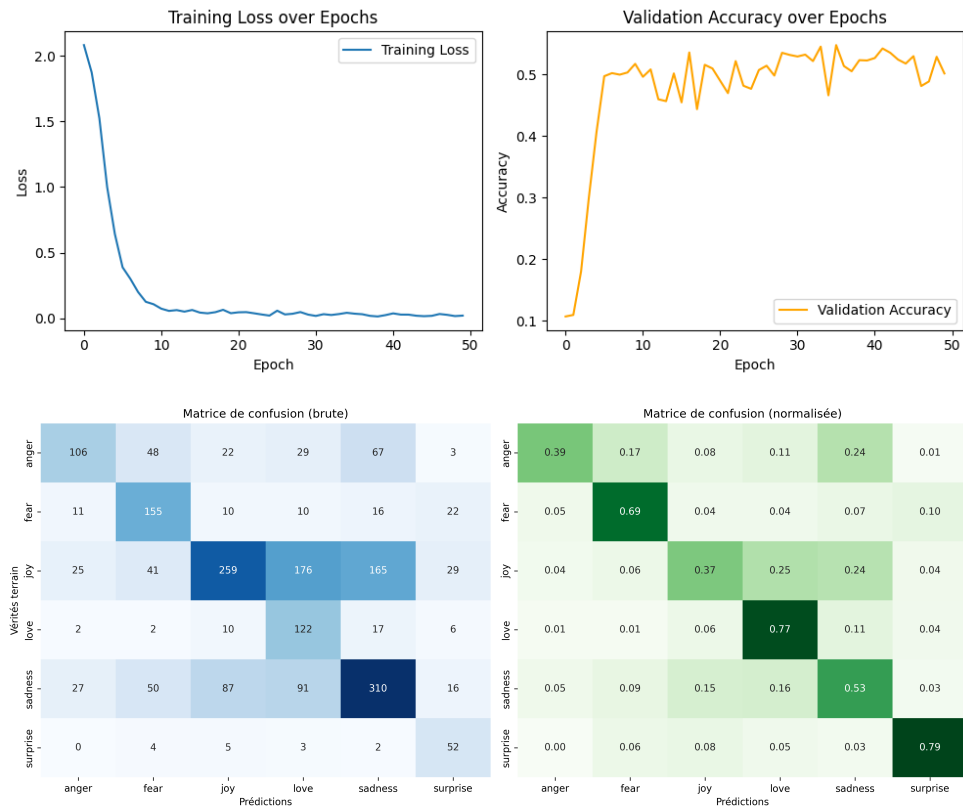 Training Loss over Epochs
Training Loss
2.0
1.5
1.0
0.5
0.0
Loss
0 10 20 30 40 50
Epoch
Validation Accuracy over Epochs
0.5
0.4
0.3
0.2
0.1
Accuracy
Validation Accuracy
0 10 20 30 40 50
Epoch
Matrice de confusion (brute)
Vérités terrain
anger 106 48 22 29 67 3
fear 11 155 10 10 16 22
joy 25 41 259 176 165 29
love 2 2 10 122 17 6
sadness 27 50 87 91 310 16
surprise 0 4 5 3 2 52
anger fear joy love sadness surprise
Prédictions
Matrice de confusion (normalisée)
anger 0.39 0.17 0.08 0.11 0.24 0.01
fear 0.05 0.69 0.04 0.04 0.07 0.10
joy 0.04 0.06 0.37 0.25 0.24 0.04
love 0.01 0.01 0.06 0.77 0.11 0.04
sadness 0.05 0.09 0.15 0.16 0.53 0.03
surprise 0.00 0.06 0.08 0.05 0.03 0.79
anger fear joy love sadness surprise
Prédictions